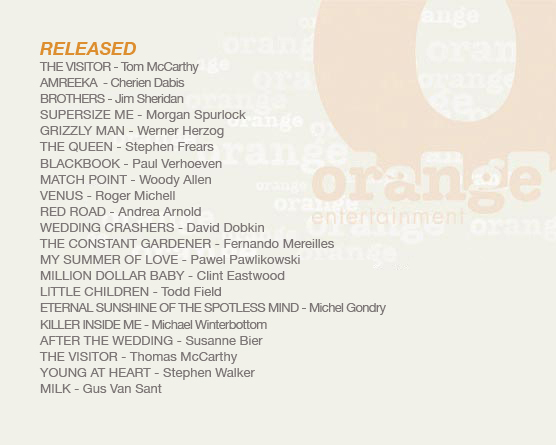 RELEASED
THE VISITOR - Tom McCarthy
AMREEKA - Cherien Dabis
BROTHERS - Jim Sheridan
SUPERSIZE ME - Morgan Spurlock
GRIZZLY MAN - Werner Herzog
THE QUEEN - Stephen Frears
BLACKBOOK - Paul Verhoeven
MATCH POINT - Woody Allen
VENUS - Roger Michell
RED ROAD - Andrea Arnold
WEDDING CRASHERS - David Dobkin
THE CONSTANT GARDENER - Fernando Mereilles
MY SUMMER OF LOVE - Pawel Pawlikowski
MILLION DOLLAR BABY - Clint Eastwood
LITTLE CHILDREN - Todd Field
ETERNAL SUNSHINE OF THE SPOTLESS MIND - Michel Gondry
KILLER INSIDE ME - Michael Winterbottom
AFTER THE WEDDING - Susanne Bier
THE VISITOR - Thomas McCarthy
YOUNG AT HEART - Stephen Walker
MILK - Gus Van Sant
orange
entertainment